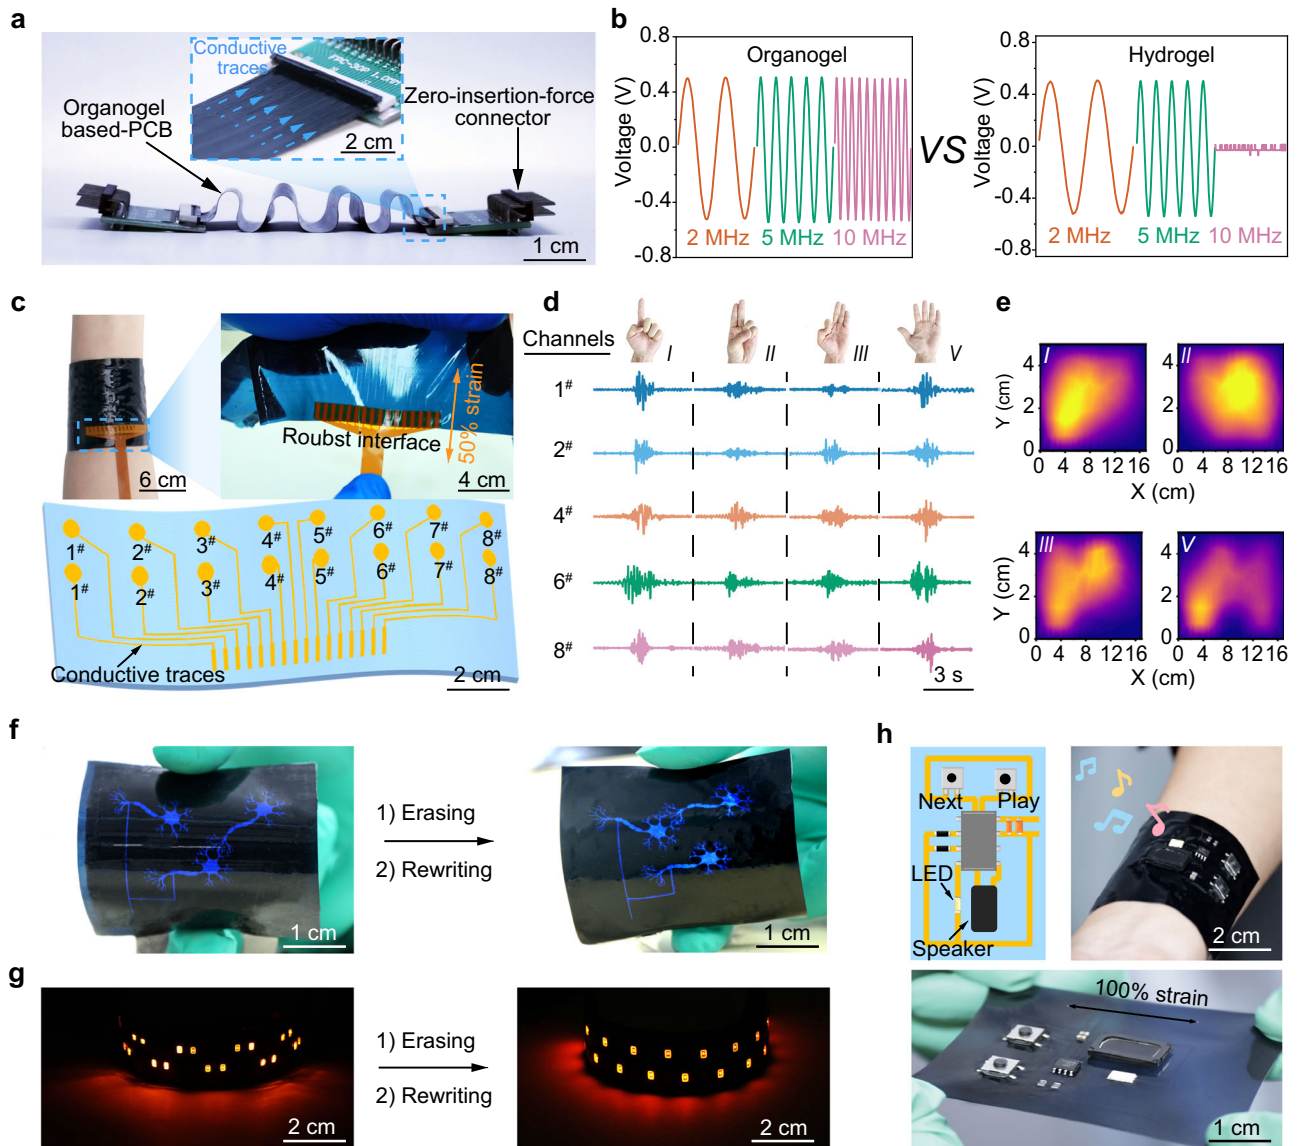 a
Conductive
traces
FPC-30P 1.0mm
Organogel
based-PCB
Zero-insertion-force
connector
2 cm
1 cm
b
Voltage (V)
0.8
0.4
0.0
-0.4
-0.8
Organogel
2 MHz
5 MHz
10 MHz
VS
Voltage (V)
0.8
0.4
0.0
-0.4
-0.8
Hydrogel
2 MHz
5 MHz
10 MHz
c
6 cm
Roubst interface
50% strain
4 cm
1# 2# 3# 4# 5# 6# 7# 8#
1# 2# 3# 4# 5# 6# 7# 8#
Conductive traces
2 cm
d
Channels
I II III V
1#
2#
4#
6#
8#
3 s
e
I
Y (cm)
4
2
0
0 4 8 12 16
II
0 4 8 12 16
X (cm)
III
Y (cm)
4
2
0
0 4 8 12 16
V
0 4 8 12 16
X (cm)
f
1 cm
1) Erasing
2) Rewriting
1 cm
g
2 cm
1) Erasing
2) Rewriting
2 cm
h
Next
Play
LED
Speaker
2 cm
100% strain
1 cm